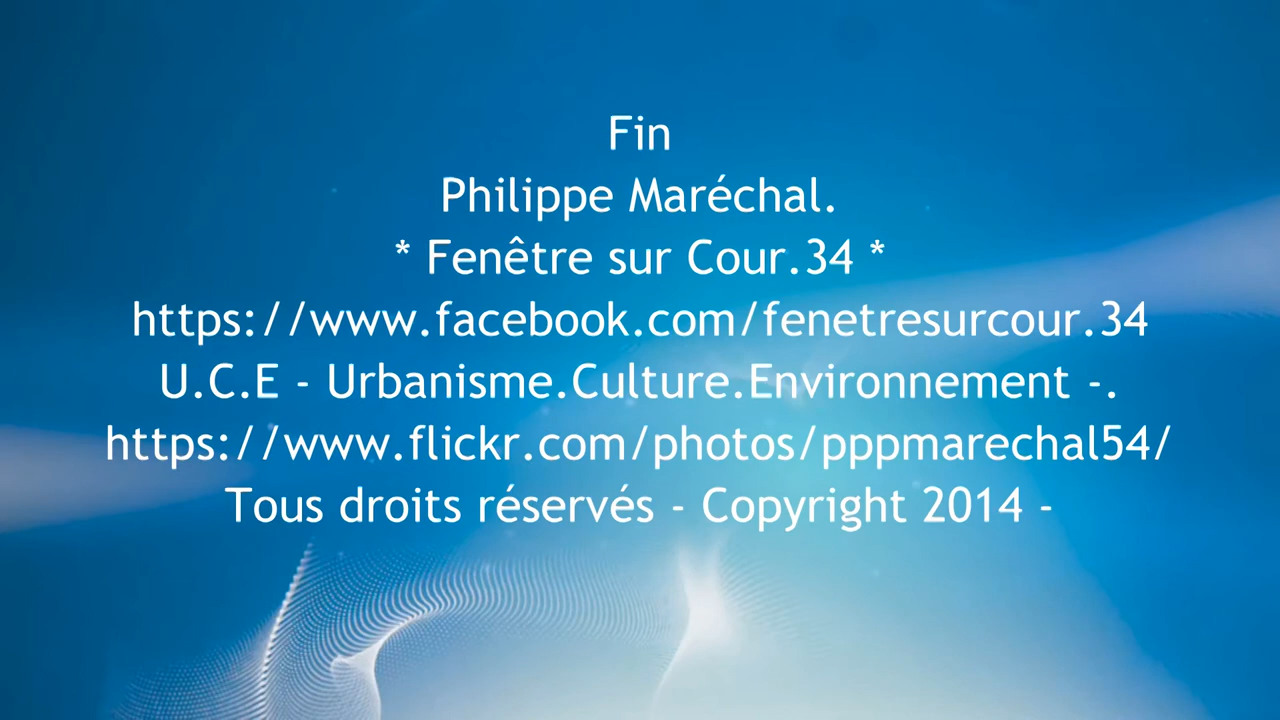 Fin
Philippe Maréchal.
* Fenêtre sur Cour.34 *
https://www.facebook.com/fenetresurcour.34
U.C.E - Urbanisme.Culture.Environnement -.
https://www.flickr.com/photos/pppmarechal54/
Tous droits réservés - Copyright 2014 -